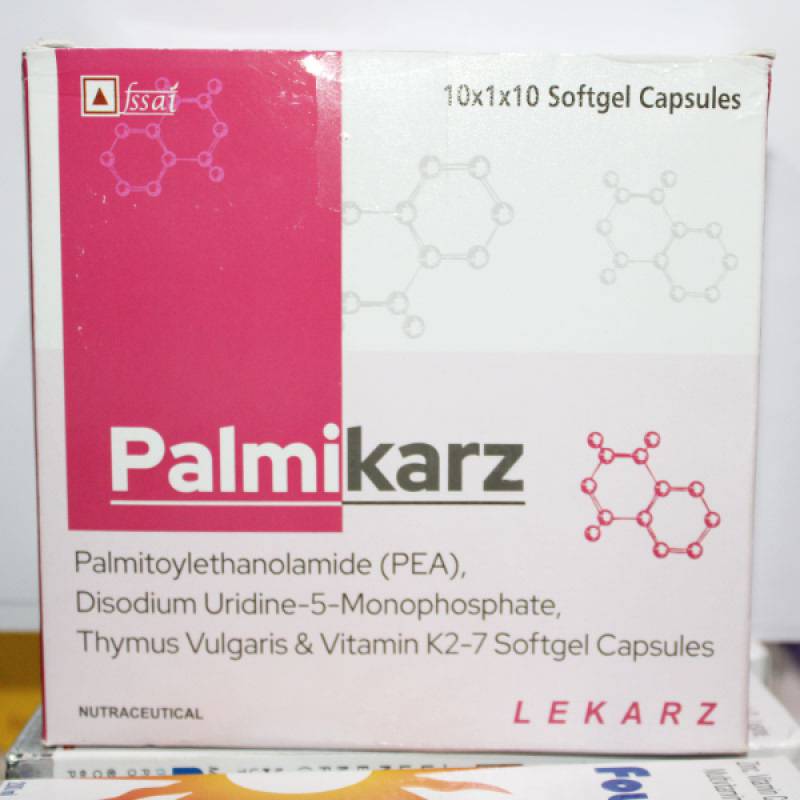 fssai
10x1x10 Softgel Capsules
Palmikarz
Palmitoylethanolamide (PEA),
Disodium Uridine-5-Monophosphate,
Thymus Vulgaris & Vitamin K2-7 Softgel Capsules
NUTRACEUTICAL
LEKARZ